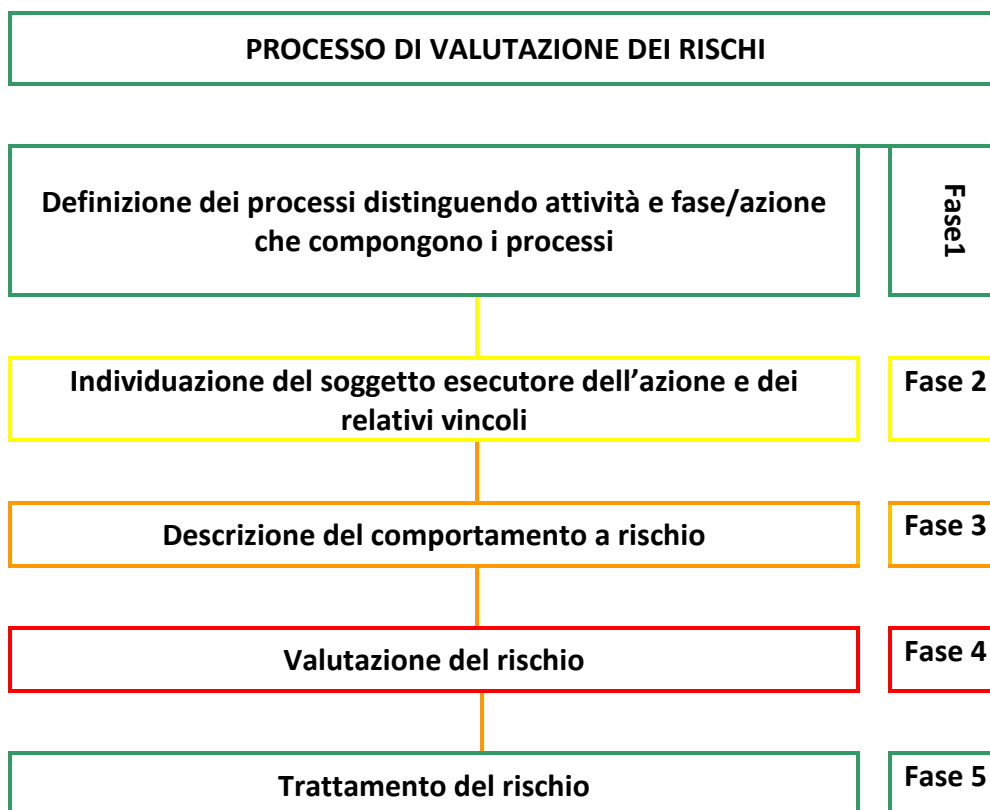 PROCESSO DI VALUTAZIONE DEI RISCHI
Definizione dei processi distinguendo attività e fase/azione
che compongono i processi
Fase1
Individuazione del soggetto esecutore dell’azione e dei
relativi vincoli
Fase 2
Descrizione del comportamento a rischio
Fase 3
Valutazione del rischio
Fase 4
Trattamento del rischio
Fase 5